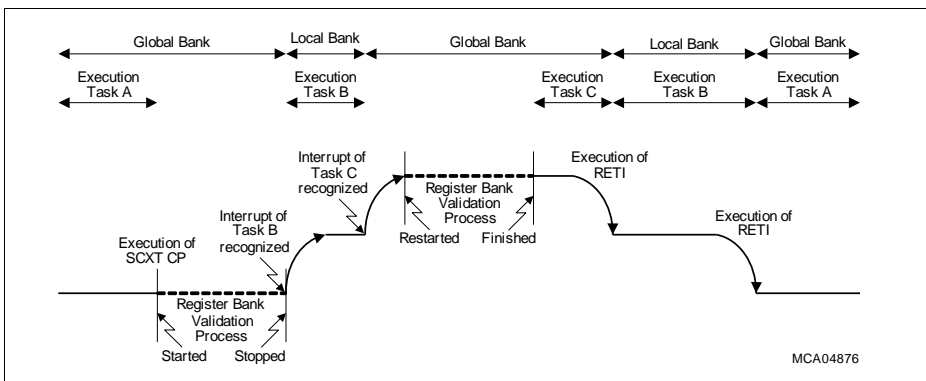 Global Bank
Local Bank
Global Bank
Local Bank
Global Bank
Execution
Task A
Execution
Task B
Execution
Task C
Execution
Task B
Execution
Task A
Interrupt of
Task C
recognized
Execution of
RETI
Register Bank
Validation
Process
Interrupt of
Task B
recognized
Restarted
Finished
Execution of
RETI
Execution of
SCXT CP
Register Bank
Validation
Process
Started
Stopped
MCA04876